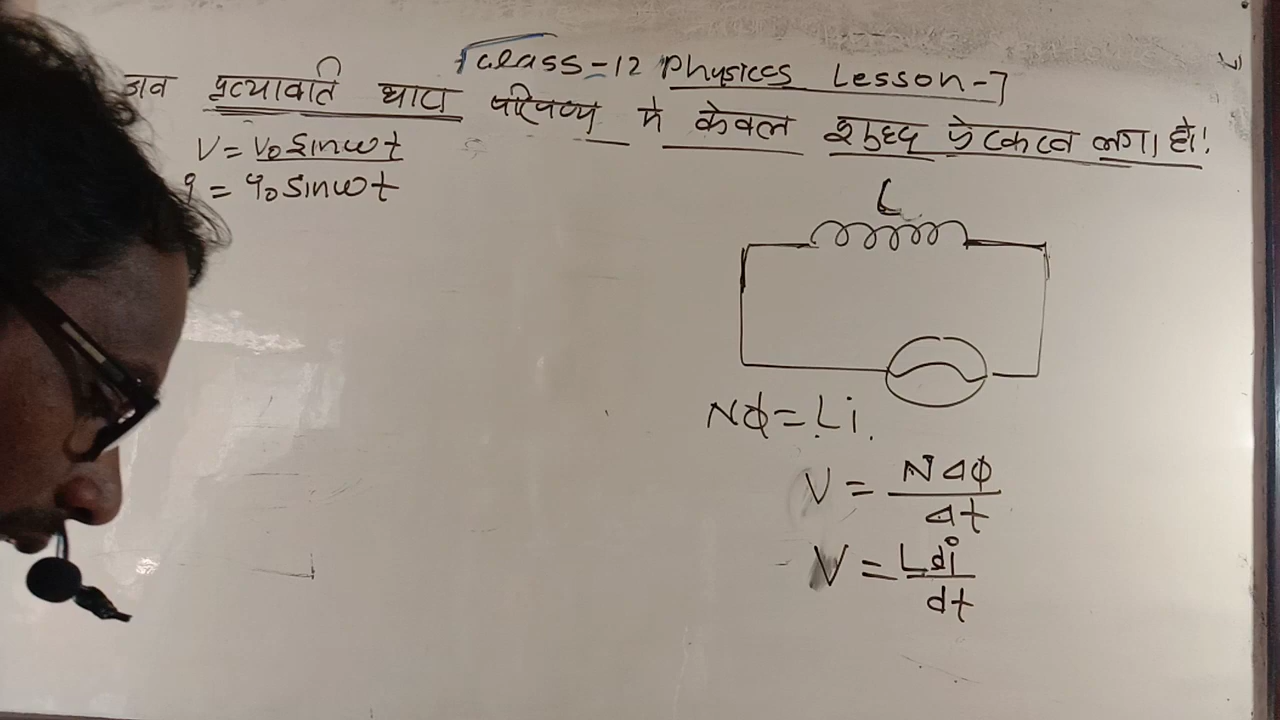 Class-12 Physics Lesson-7
जब प्रत्यावर्ति धारा परिपथ मे केवल शुद्ध प्रेरकत्व लगा हो!
V = V₀ sinωt
i = i₀ sinωt
L
Nϕ = Li
V = NΔϕ/Δt
V = Ldi/dt